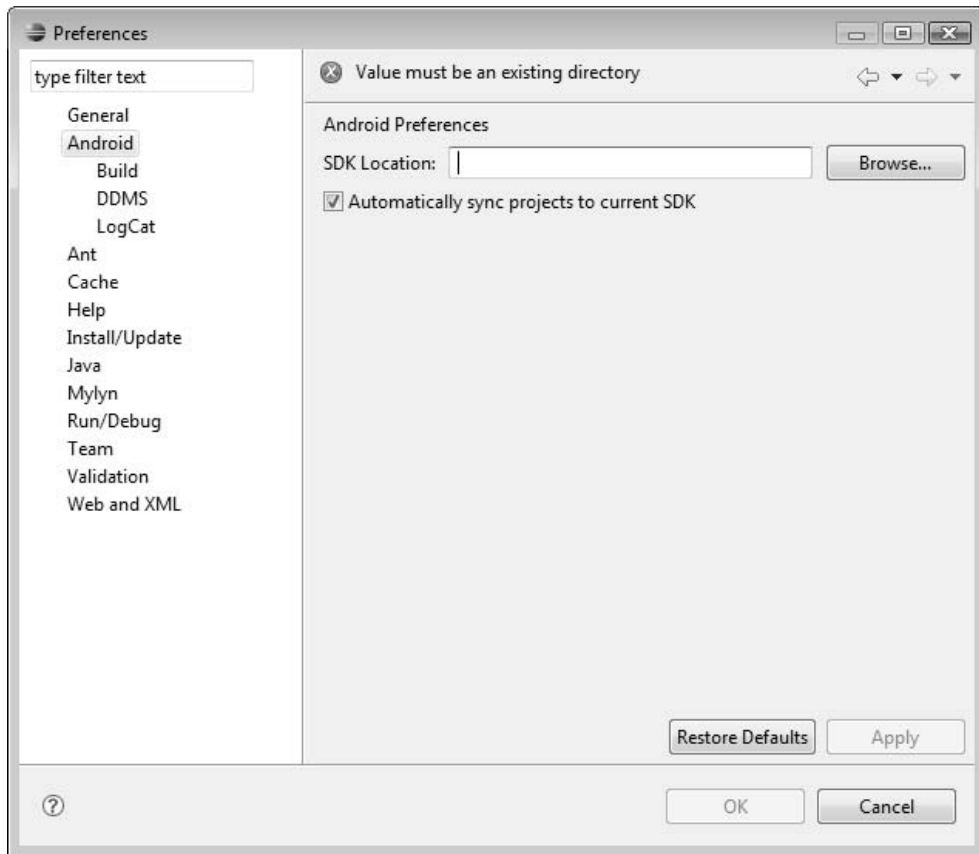 Preferences
type filter text
General
Android
Build
DDMS
LogCat
Ant
Cache
Help
Install/Update
Java
Mylyn
Run/Debug
Team
Validation
Web and XML
Value must be an existing directory
Android Preferences
SDK Location: Browse...
Automatically sync projects to current SDK
Restore Defaults Apply
OK Cancel